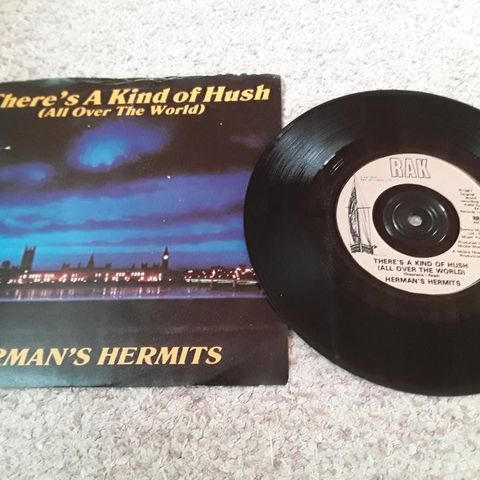 There's A Kind of Hush
(All Over The World)
HERMAN'S HERMITS
RAK
THERE'S A KIND OF HUSH
(ALL OVER THE WORLD)
HERMAN'S HERMITS